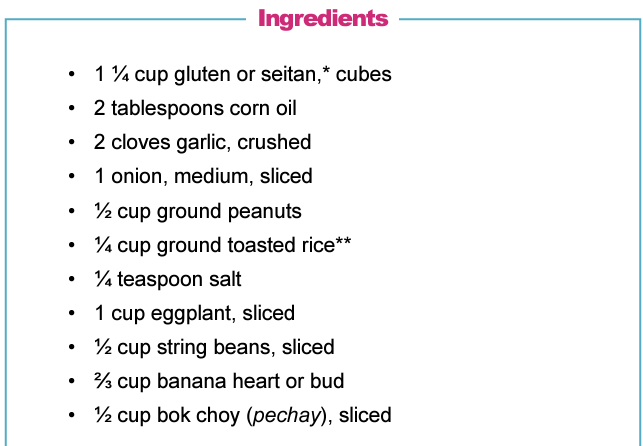 Ingredients
• 1 ¼ cup gluten or seitan,* cubes
• 2 tablespoons corn oil
• 2 cloves garlic, crushed
• 1 onion, medium, sliced
• ½ cup ground peanuts
• ¼ cup ground toasted rice**
• ¼ teaspoon salt
• 1 cup eggplant, sliced
• ½ cup string beans, sliced
• ⅔ cup banana heart or bud
• ½ cup bok choy (pechay), sliced